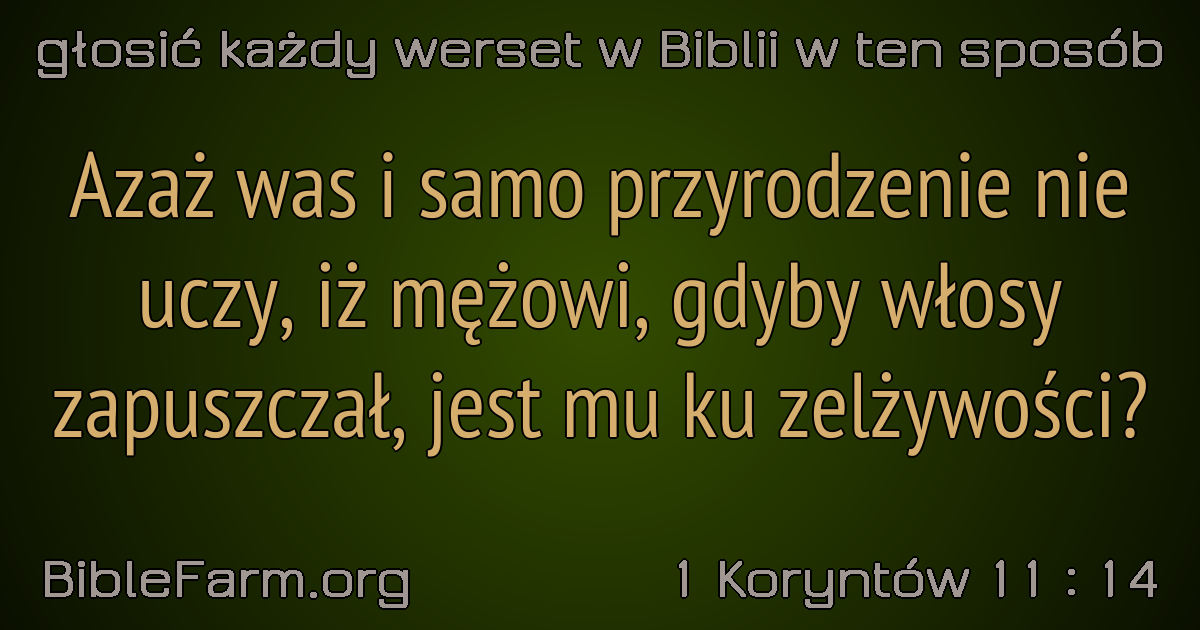 głosić każdy werset w Biblii w ten sposób
Azaż was i samo przyrodzenie nie
uczy, iż mężowi, gdyby włosy
zapuszczał, jest mu ku zelżywości?
BibleFarm.org
1 Koryntów 11 : 14